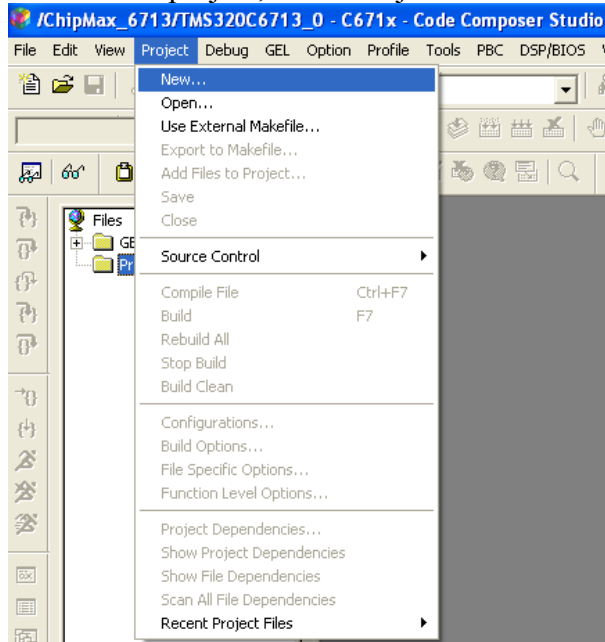 /ChipMax_6713/TMS320C6713_0 - C671x - Code Composer Studio
File Edit View Project Debug GEL Option Profile Tools PBC DSP/BIOS
New...
Open...
Use External Makefile...
Export to Makefile...
Add Files to Project...
Save
Close
Files
GE
Pr
Source Control
Compile File Ctrl+F7
Build F7
Rebuild All
Stop Build
Build Clean
Configurations...
Build Options...
File Specific Options...
Function Level Options...
Project Dependencies...
Show Project Dependencies
Show File Dependencies
Scan All File Dependencies
Recent Project Files